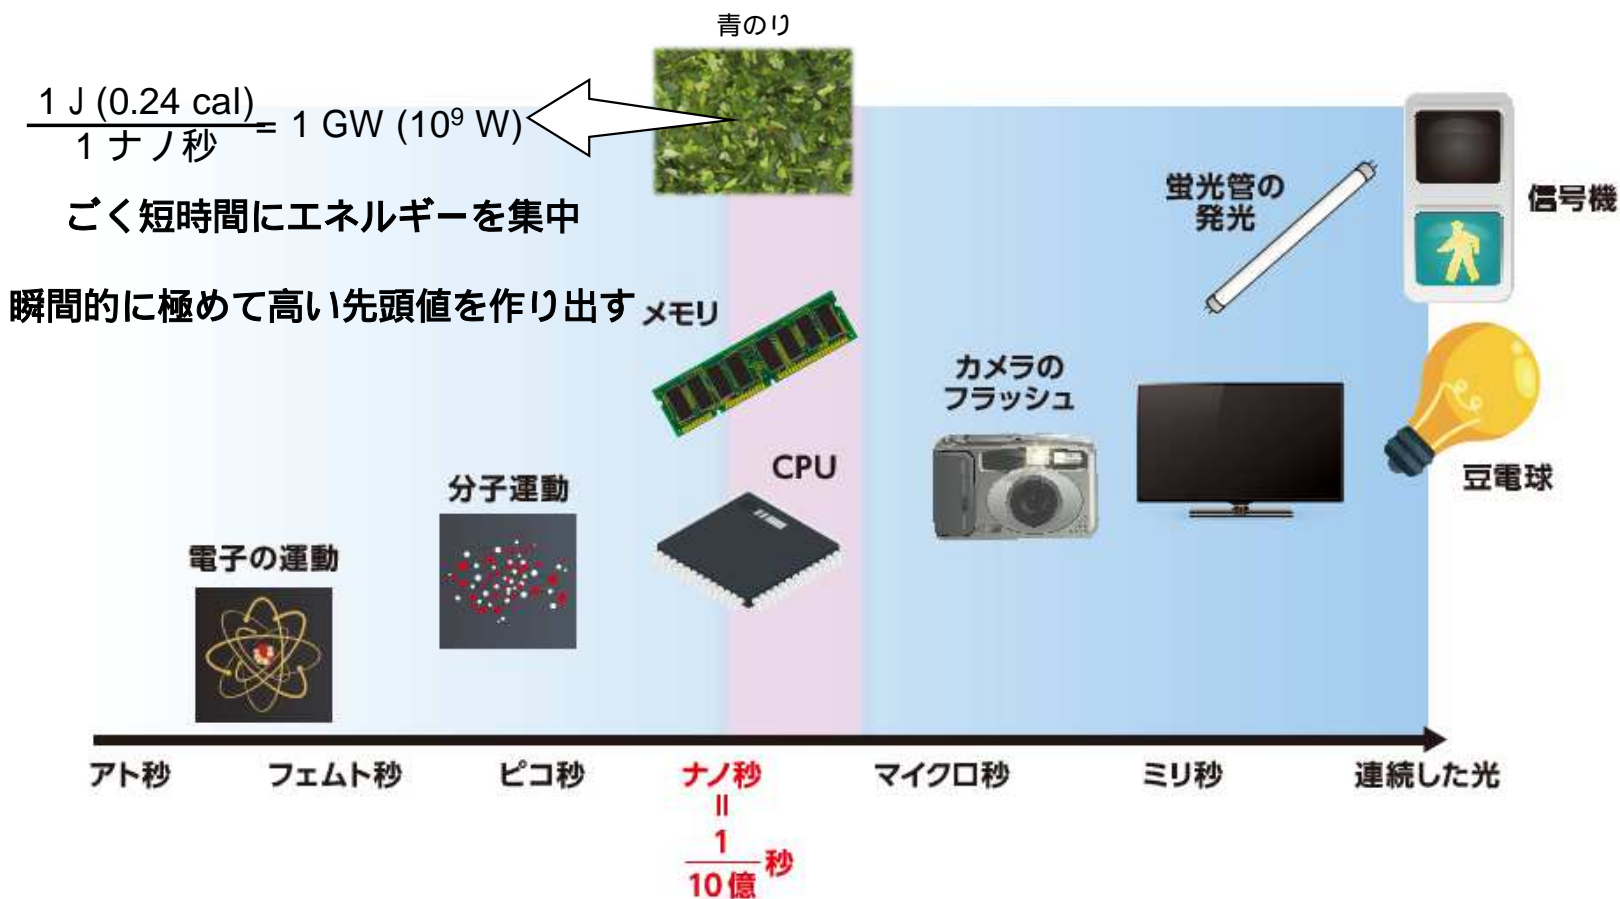 青のり
1 J (0.24 cal)
1 ナノ秒
= 1 GW (10⁹ W)
ごく短時間にエネルギーを集中
瞬間的に極めて高い先頭値を作り出す
蛍光管の
発光
信号機
メモリ
カメラの
フラッシュ
CPU
豆電球
分子運動
電子の運動
アト秒
フェムト秒
ピコ秒
ナノ秒
マイクロ秒
ミリ秒
連続した光
=
1
10億
秒